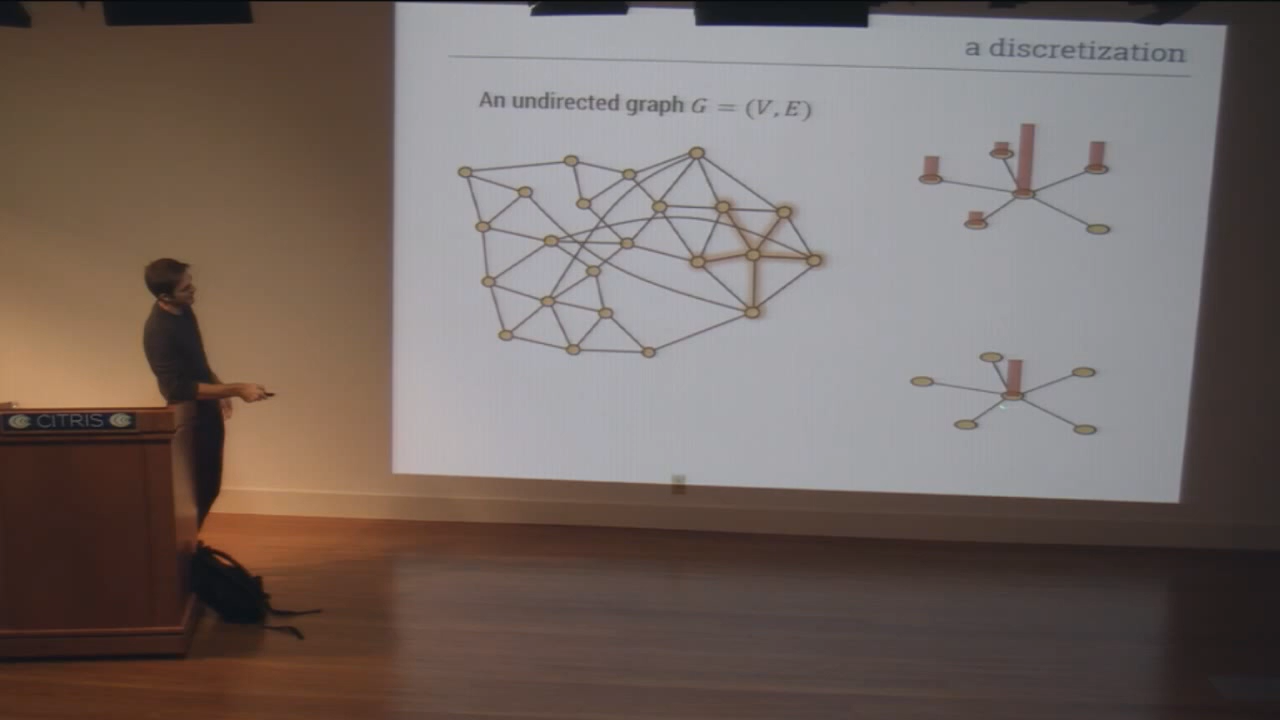 a discretization
An undirected graph G = (V, E)
CITRIS